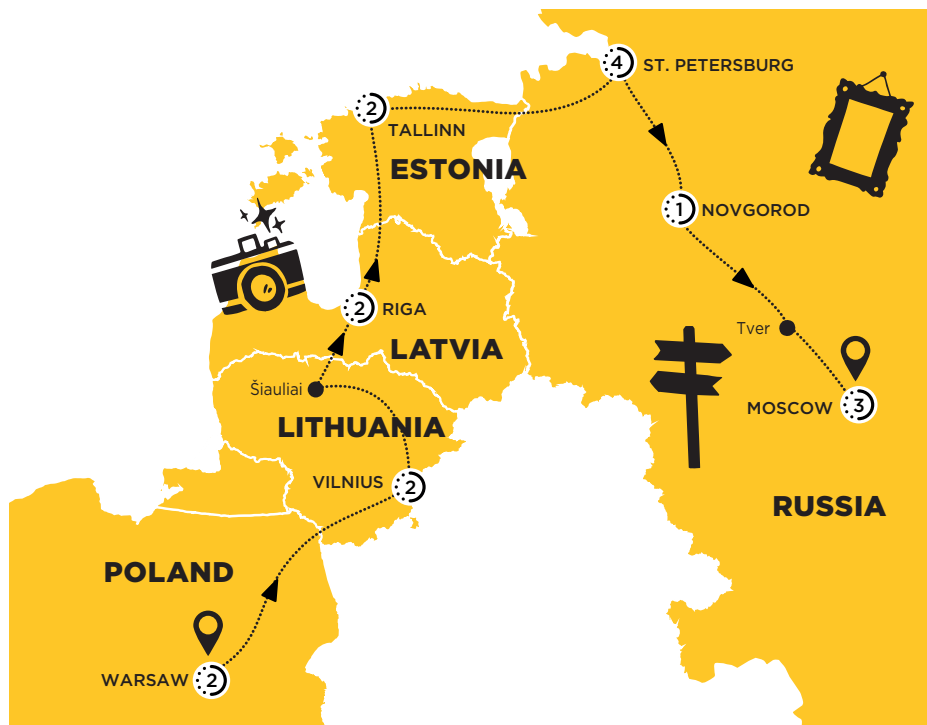 4 ST. PETERSBURG
2
TALLINN
ESTONIA
1 NOVGOROD
2 RIGA
Tver
LATVIA
Šiauliai
MOSCOW 3
LITHUANIA
VILNIUS 2
RUSSIA
POLAND
WARSAW 2